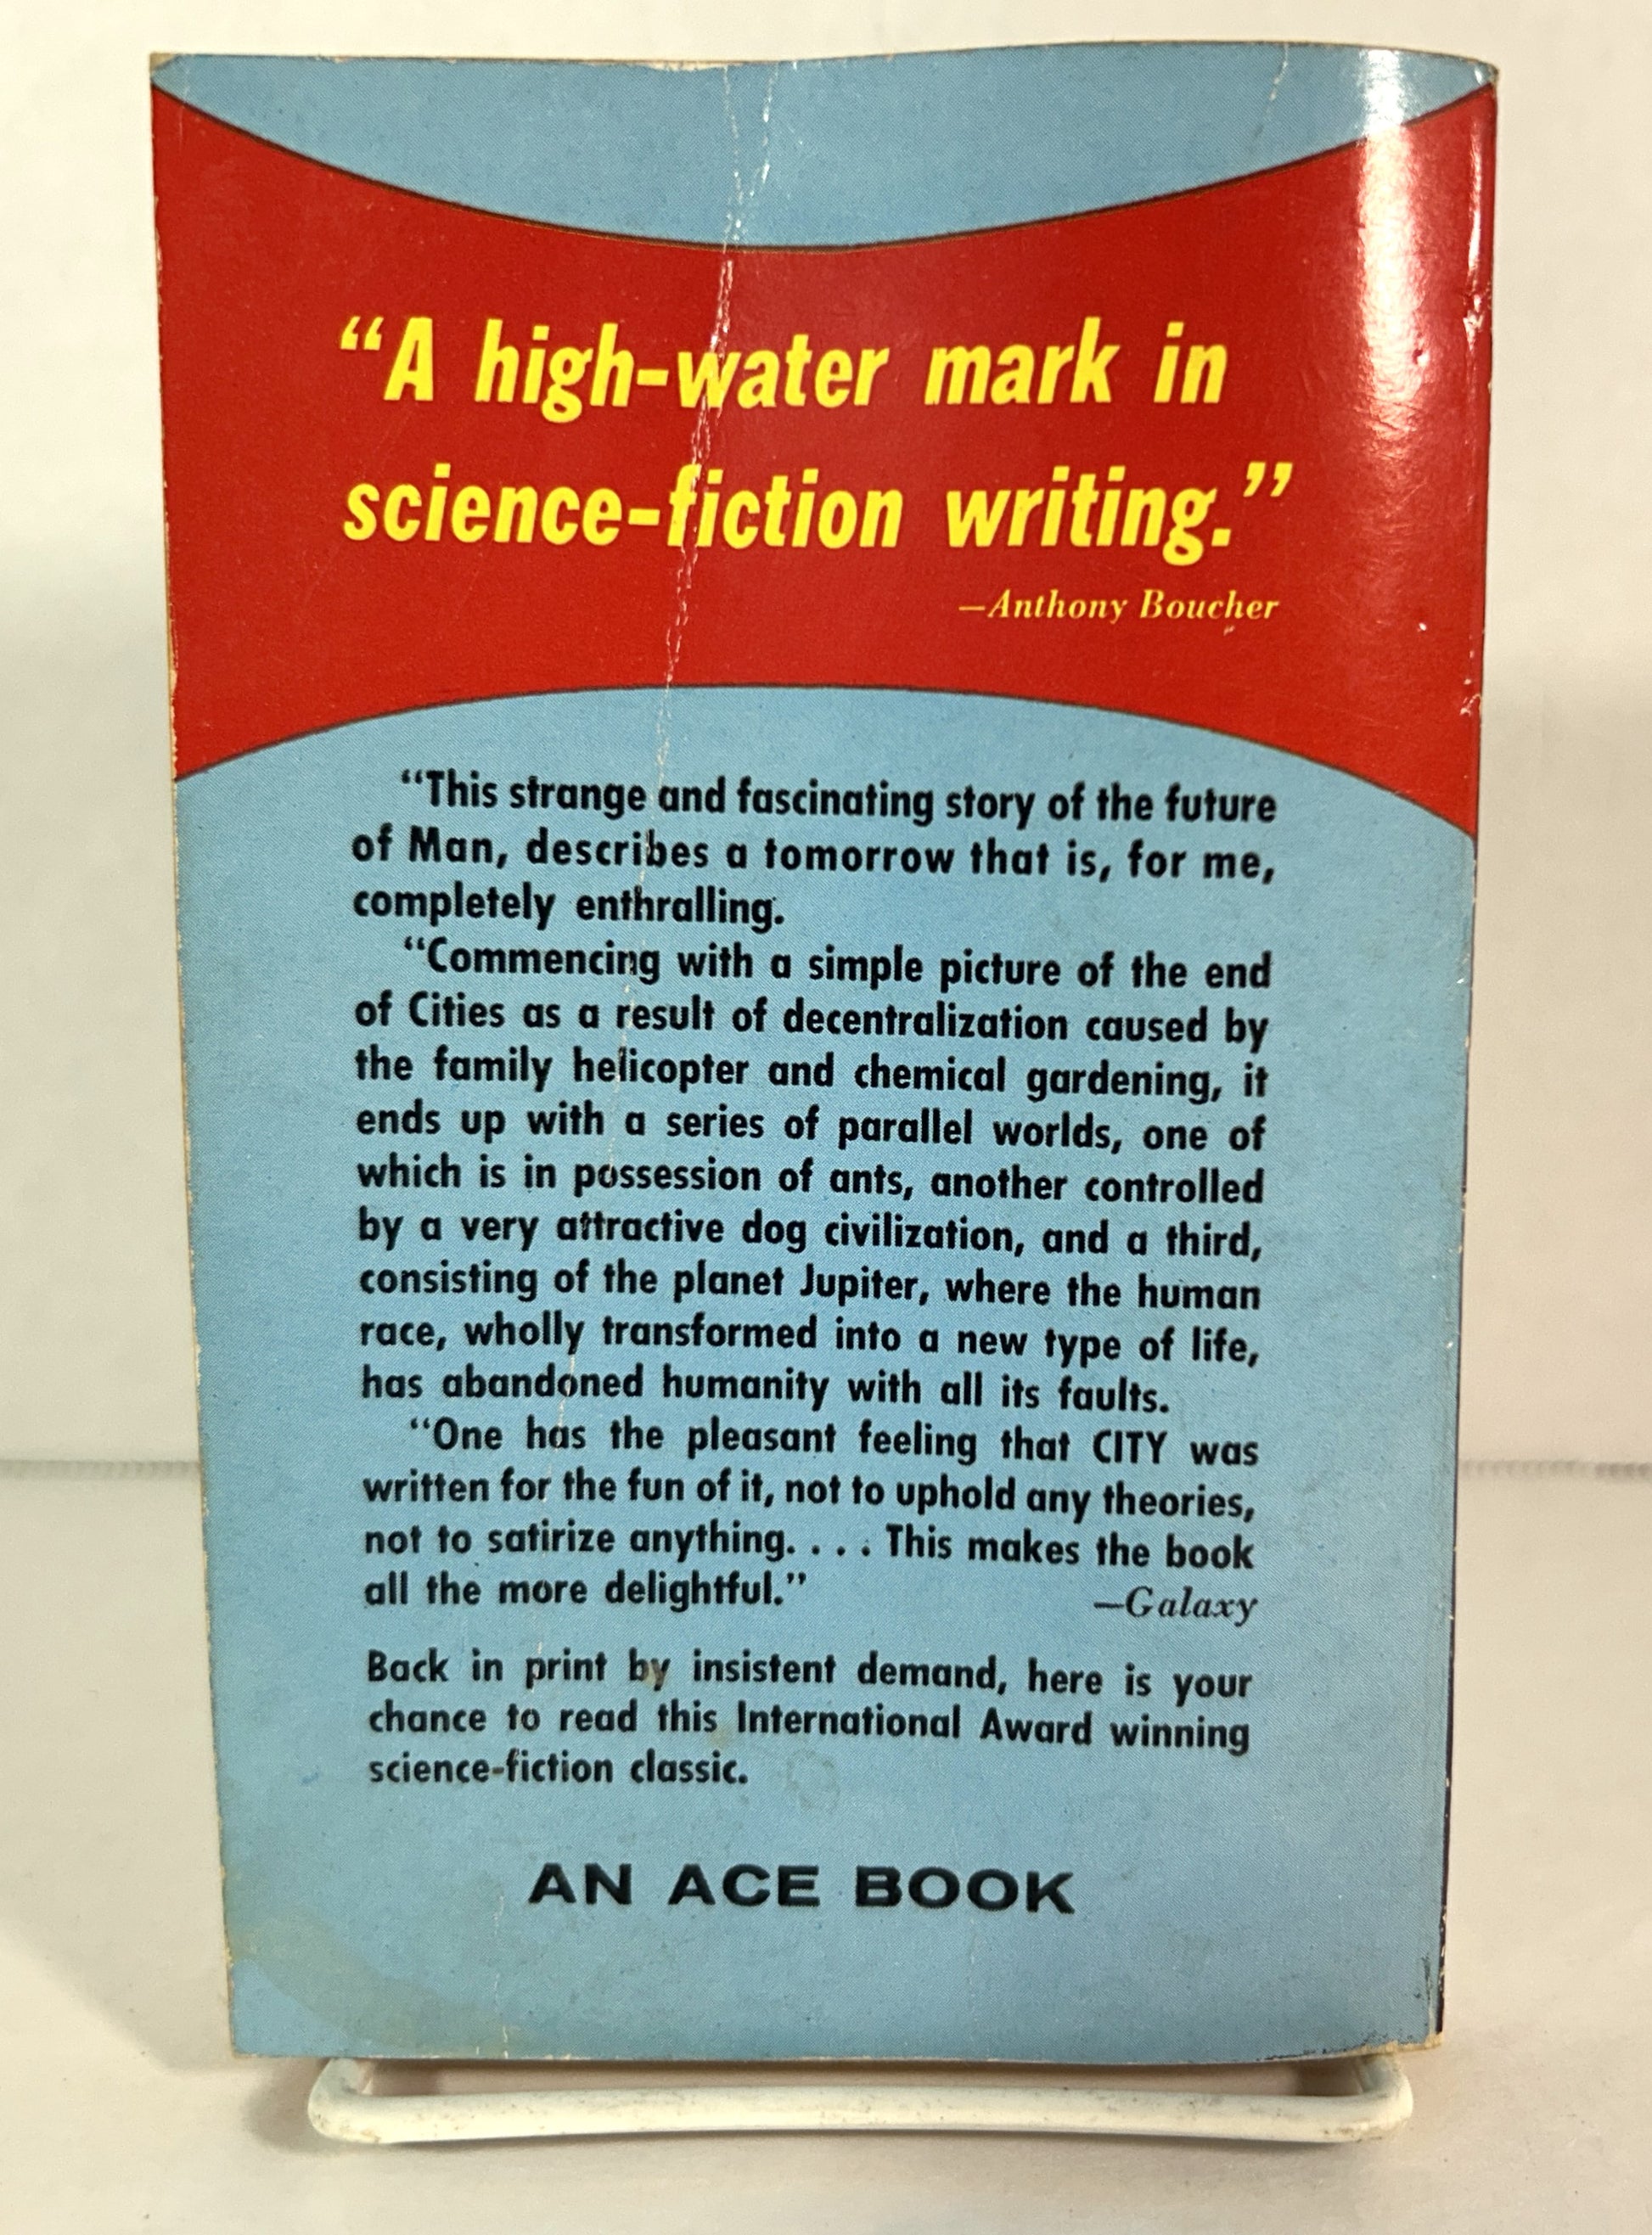 “A high-water mark in
science-fiction writing.”
—Anthony Boucher
“This strange and fascinating story of the future
of Man, describes a tomorrow that is, for me,
completely enthralling.
“Commencing with a simple picture of the end
of Cities as a result of decentralization caused by
the family helicopter and chemical gardening, it
ends up with a series of parallel worlds, one of
which is in possession of ants, another controlled
by a very attractive dog civilization, and a third,
consisting of the planet Jupiter, where the human
race, wholly transformed into a new type of life,
has abandoned humanity with all its faults.
“One has the pleasant feeling that CITY was
written for the fun of it, not to uphold any theories,
not to satirize anything. . . . This makes the book
all the more delightful.” —Galaxy
Back in print by insistent demand, here is your
chance to read this International Award winning
science-fiction classic.
AN ACE BOOK